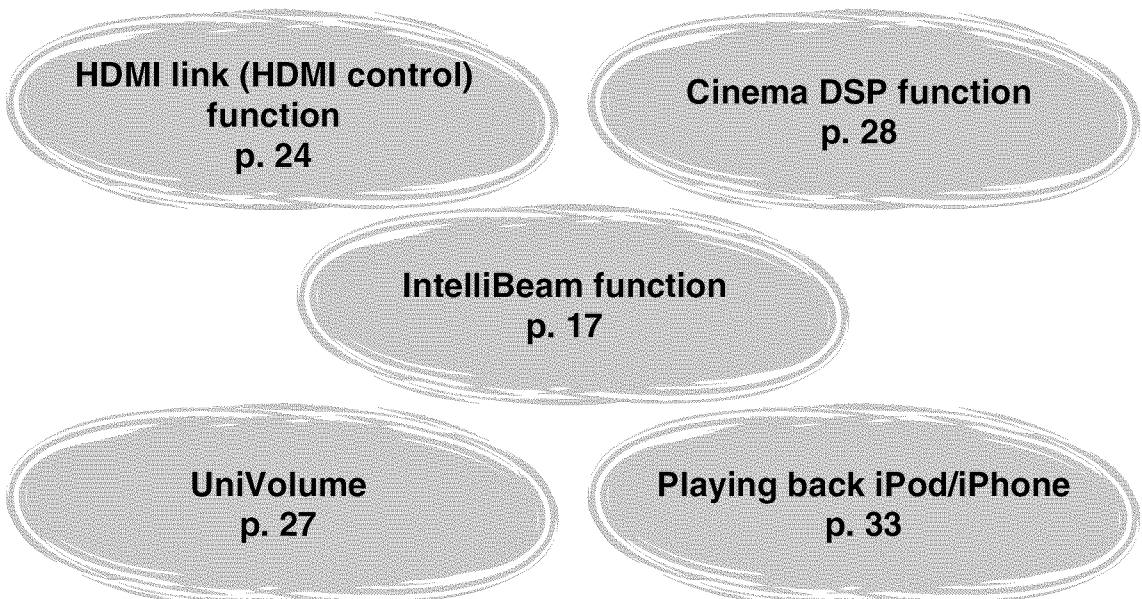 HDMI link (HDMI control)
function
p. 24
Cinema DSP function
p. 28
IntelliBeam function
p. 17
UniVolume
p. 27
Playing back iPod/iPhone
p. 33